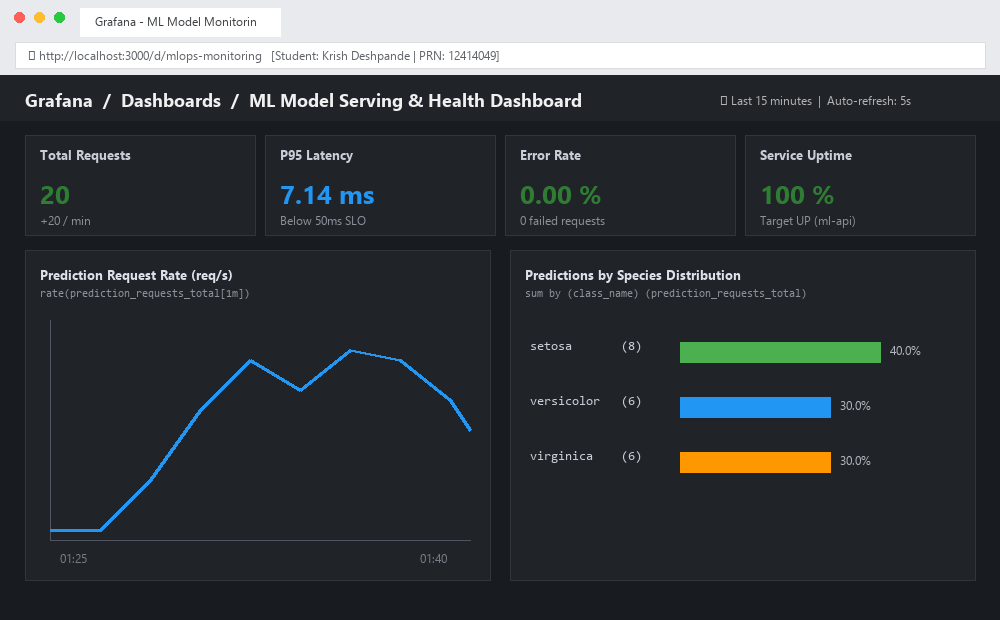 Grafana - ML Model Monitorin
http://localhost:3000/d/mlops-monitoring   [Student: Krish Deshpande | PRN: 12414049]
Grafana / Dashboards / ML Model Serving & Health Dashboard
Last 15 minutes | Auto-refresh: 5s
Total Requests
20
+20 / min
P95 Latency
7.14 ms
Below 50ms SLO
Error Rate
0.00 %
0 failed requests
Service Uptime
100 %
Target UP (ml-api)
Prediction Request Rate (req/s)
rate(prediction_requests_total[1m])
01:25
01:40
Predictions by Species Distribution
sum by (class_name) (prediction_requests_total)
setosa (8) 40.0%
versicolor (6) 30.0%
virginica (6) 30.0%